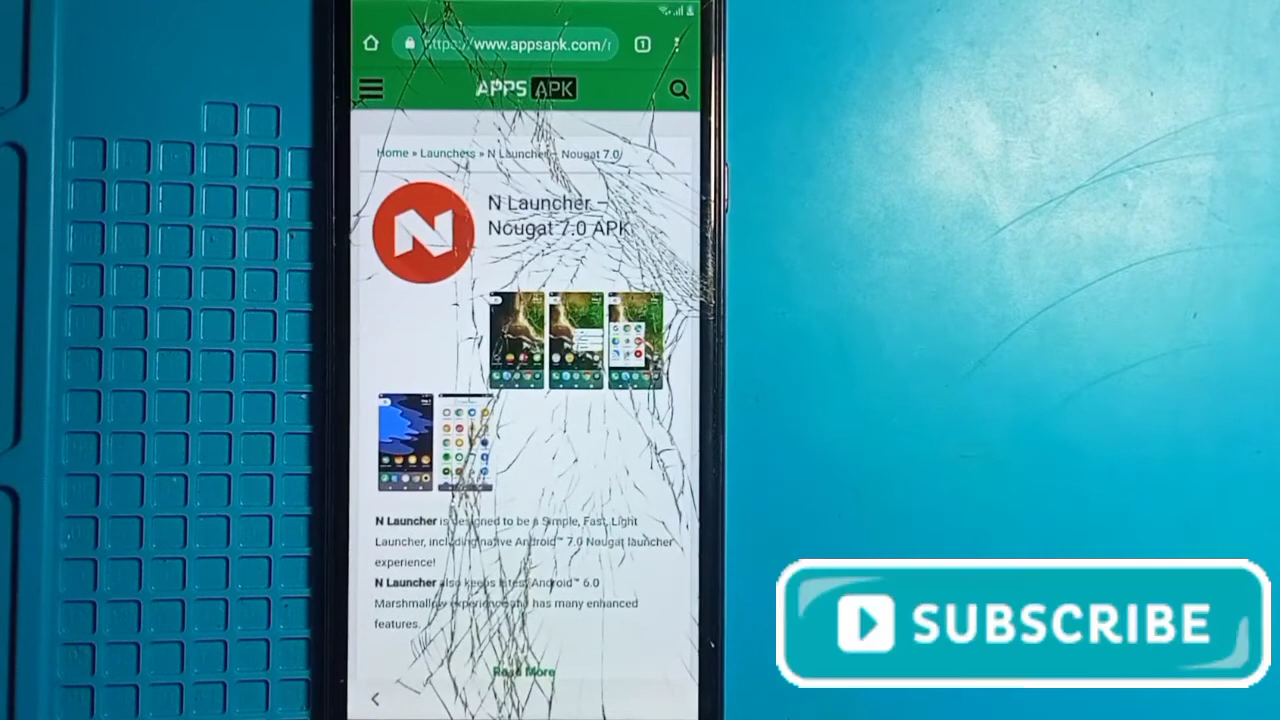 https://www.appsapk.com/
1
APPS APK
Home » Launchers » N Launcher – Nougat 7.0
N
N Launcher –
Nougat 7.0 APK
N Launcher is designed to be a Simple, Fast, Light
Launcher, including native Android™ 7.0 Nougat launcher
experience!
N Launcher also keeps latest Android™ 6.0
Marshmallow experience and has many enhanced
features.
Read More
SUBSCRIBE